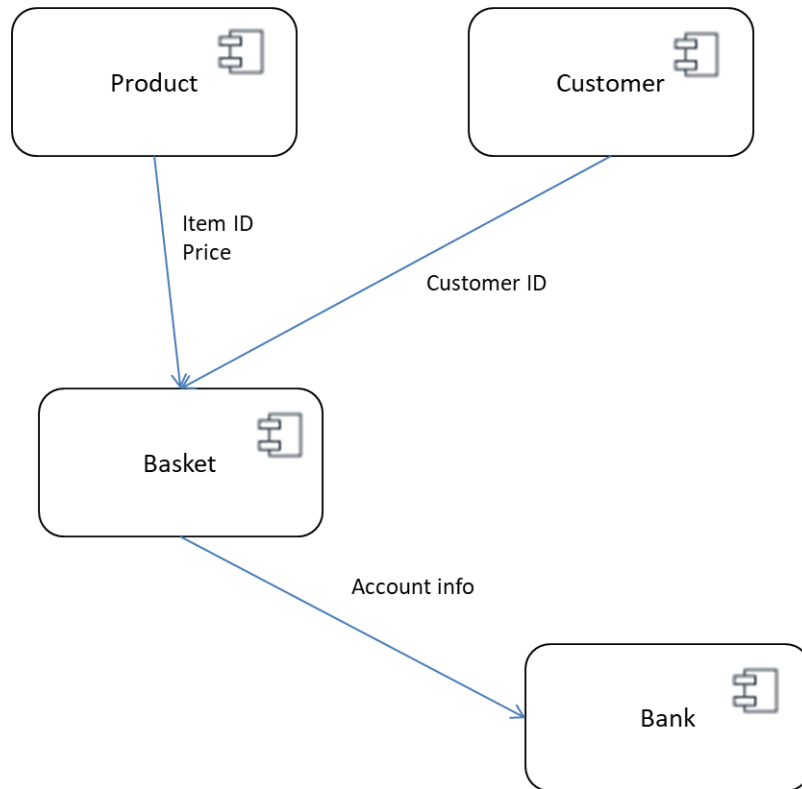 Product
Customer
Item ID
Price
Customer ID
Basket
Account info
Bank